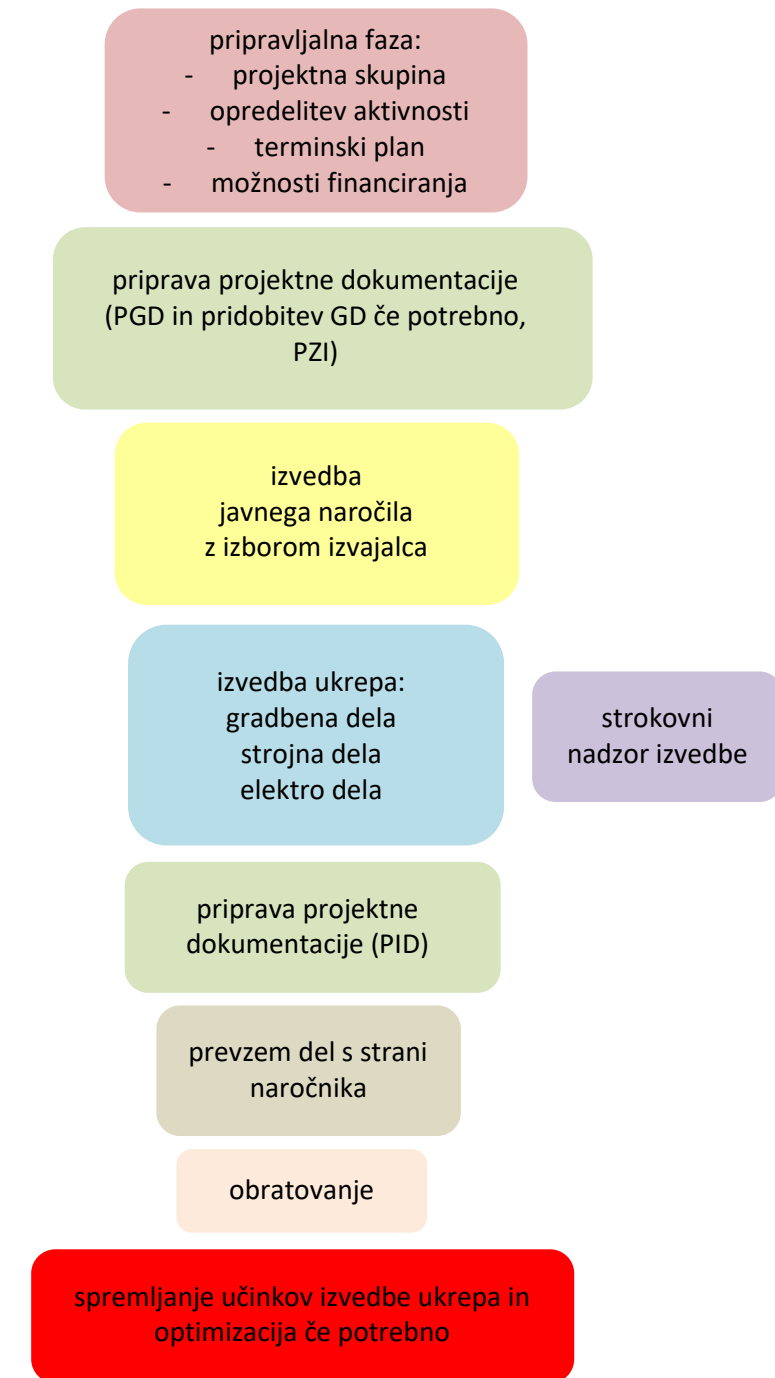 pripravljalna faza:
- projektna skupina
- opredelitev aktivnosti
- terminski plan
- možnosti financiranja
priprava projektne dokumentacije
(PGD in pridobitev GD če potrebno,
PZI)
izvedba
javnega naročila
z izborom izvajalca
izvedba ukrepa:
gradbena dela
strojna dela
elektro dela
strokovni
nadzor izvedbe
priprava projektne
dokumentacije (PID)
prevzem del s strani
naročnika
obratovanje
spremljanje učinkov izvedbe ukrepa in
optimizacija če potrebno